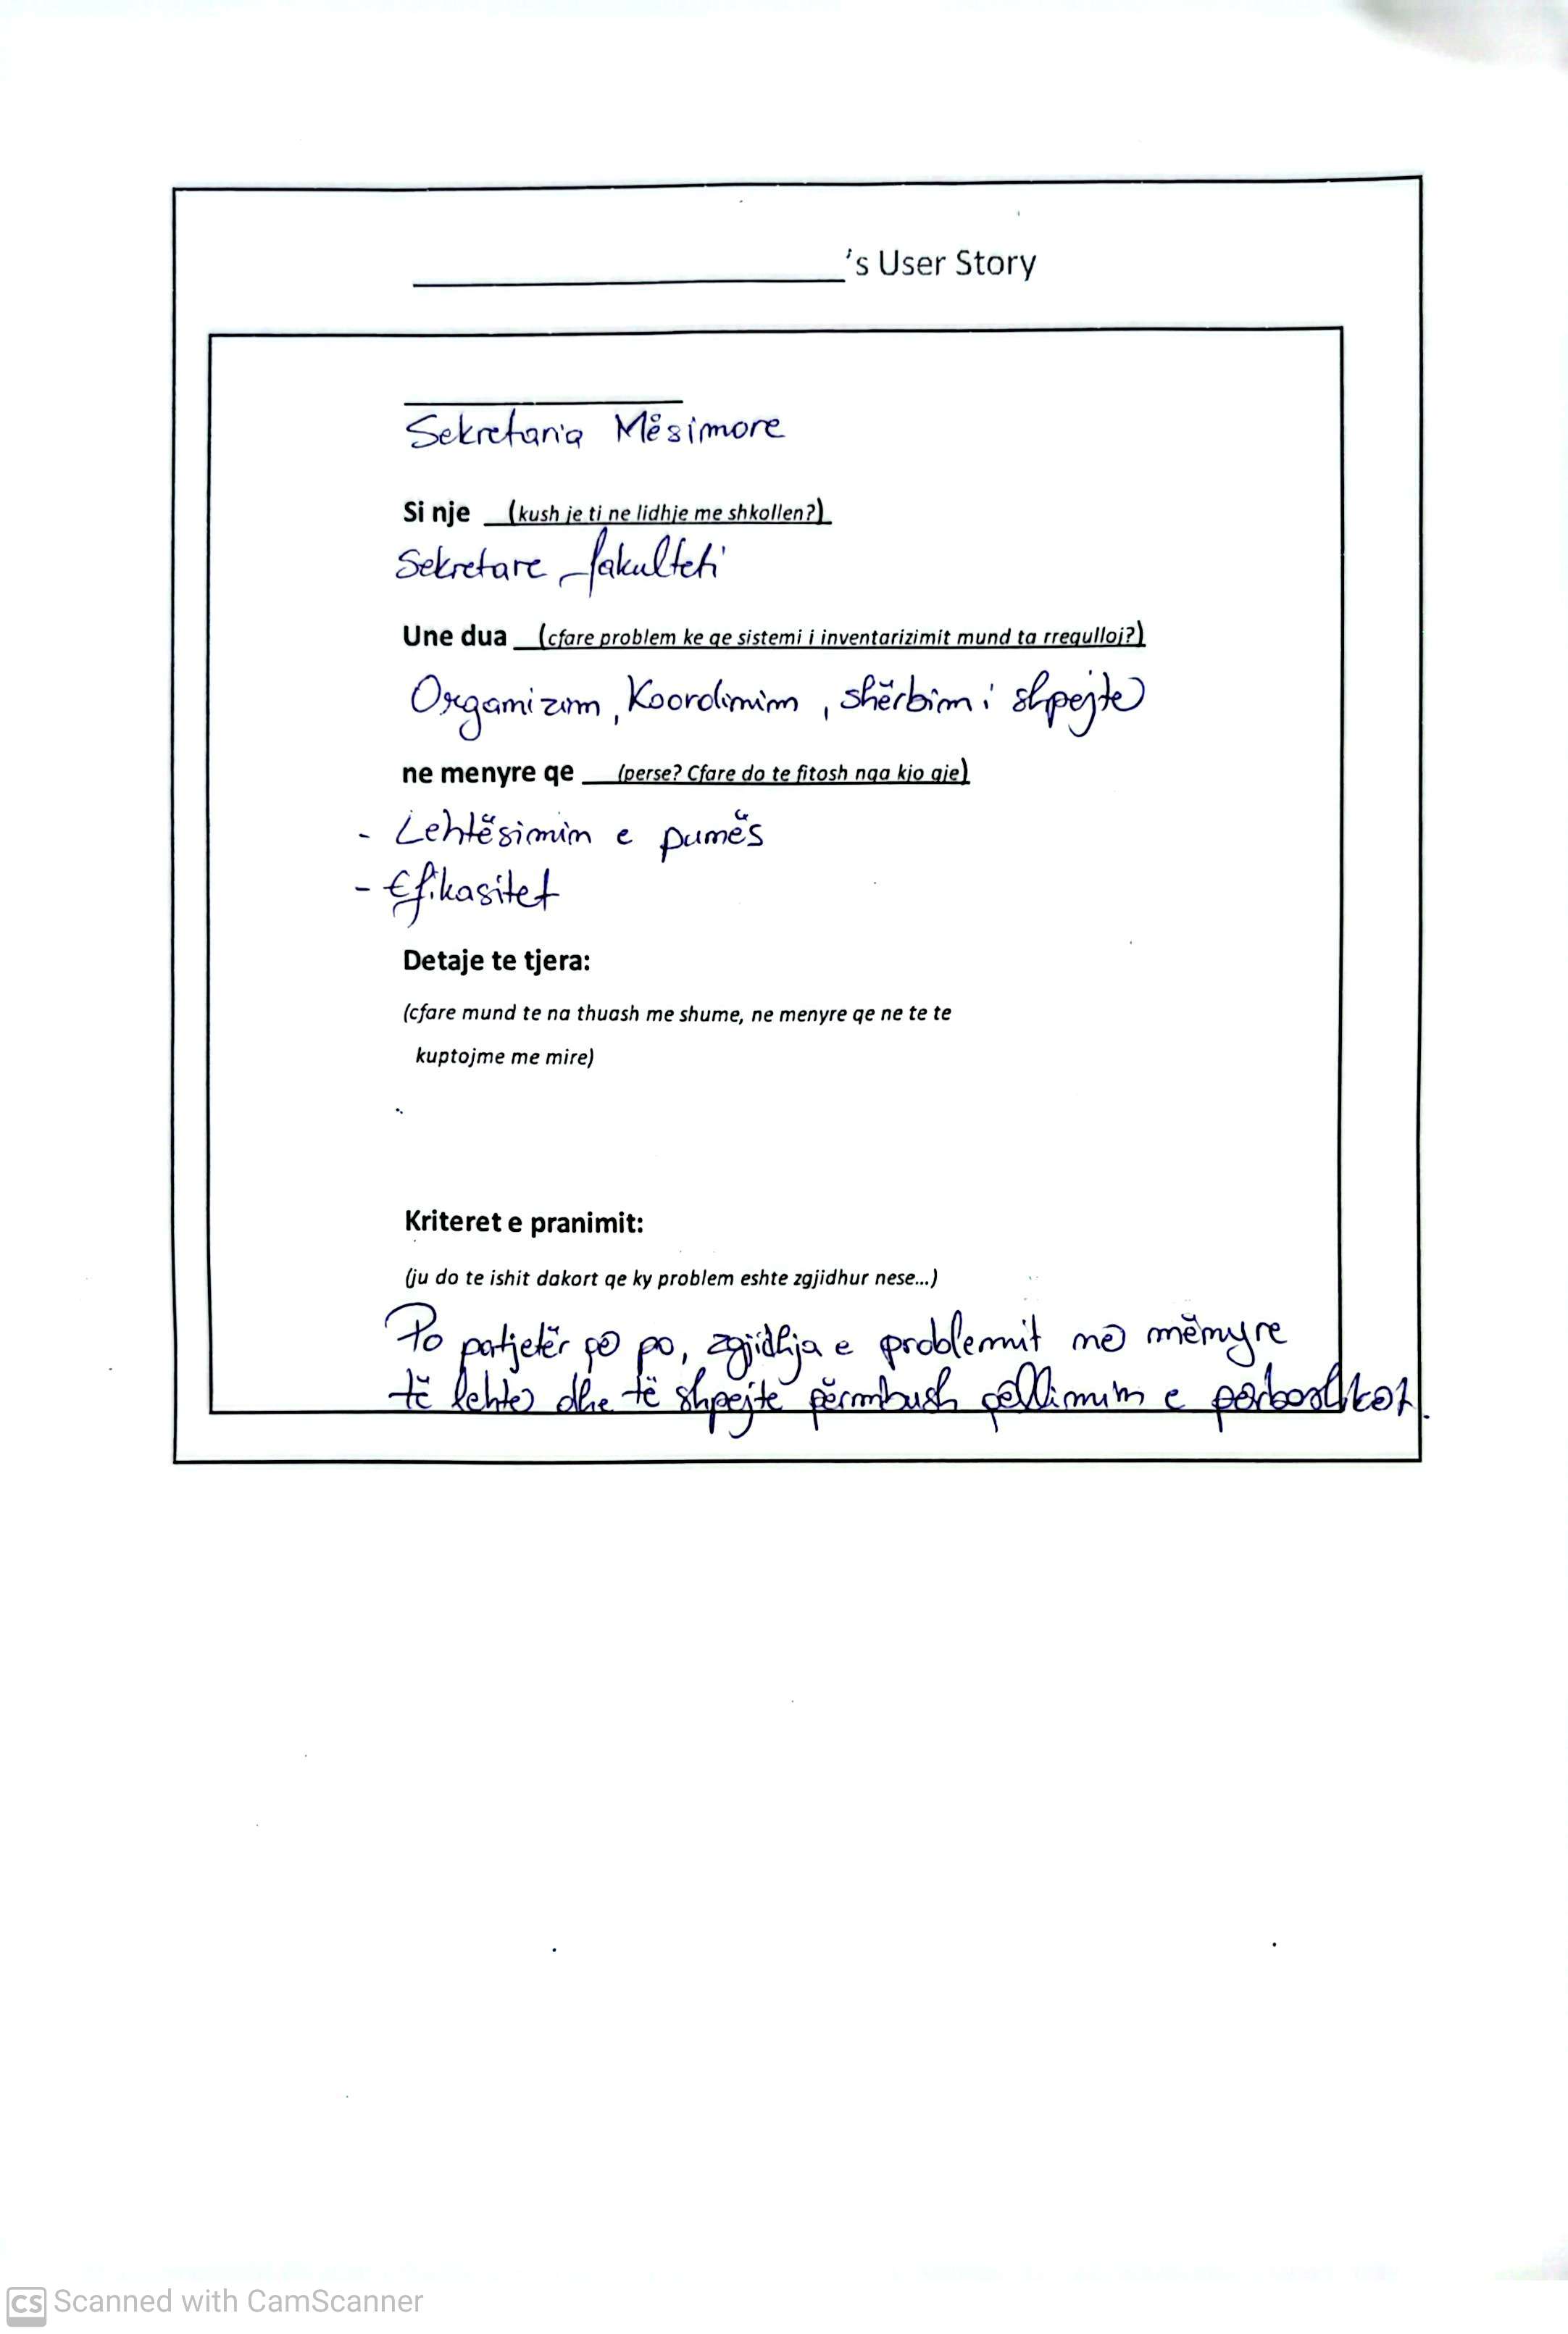 's User Story
Sekretaria Mësimore
Si nje (kush je ti ne lidhje me shkollen?)
Sekretare fakulteti
Une dua (cfare problem ke qe sistemi i inventarizimit mund ta rregulloj?)
Organizim, Koordinim, shërbim i shpejte
ne menyre qe (perse? Cfare do te fitosh nga kjo gje)
- Lehtësimin e punës
- Efikasitet
Detaje te tjera:
(cfare mund te na thuash me shume, ne menyre qe ne te te
kuptojme me mire)
Kriteret e pranimit:
(ju do te ishit dakort qe ky problem eshte zgjidhur nese...)
Po patjetër që po, zgjidhja e problemit në mënyre
të lehte dhe të shpejte përmbush qëllimin e përbashkët.
CS Scanned with CamScanner